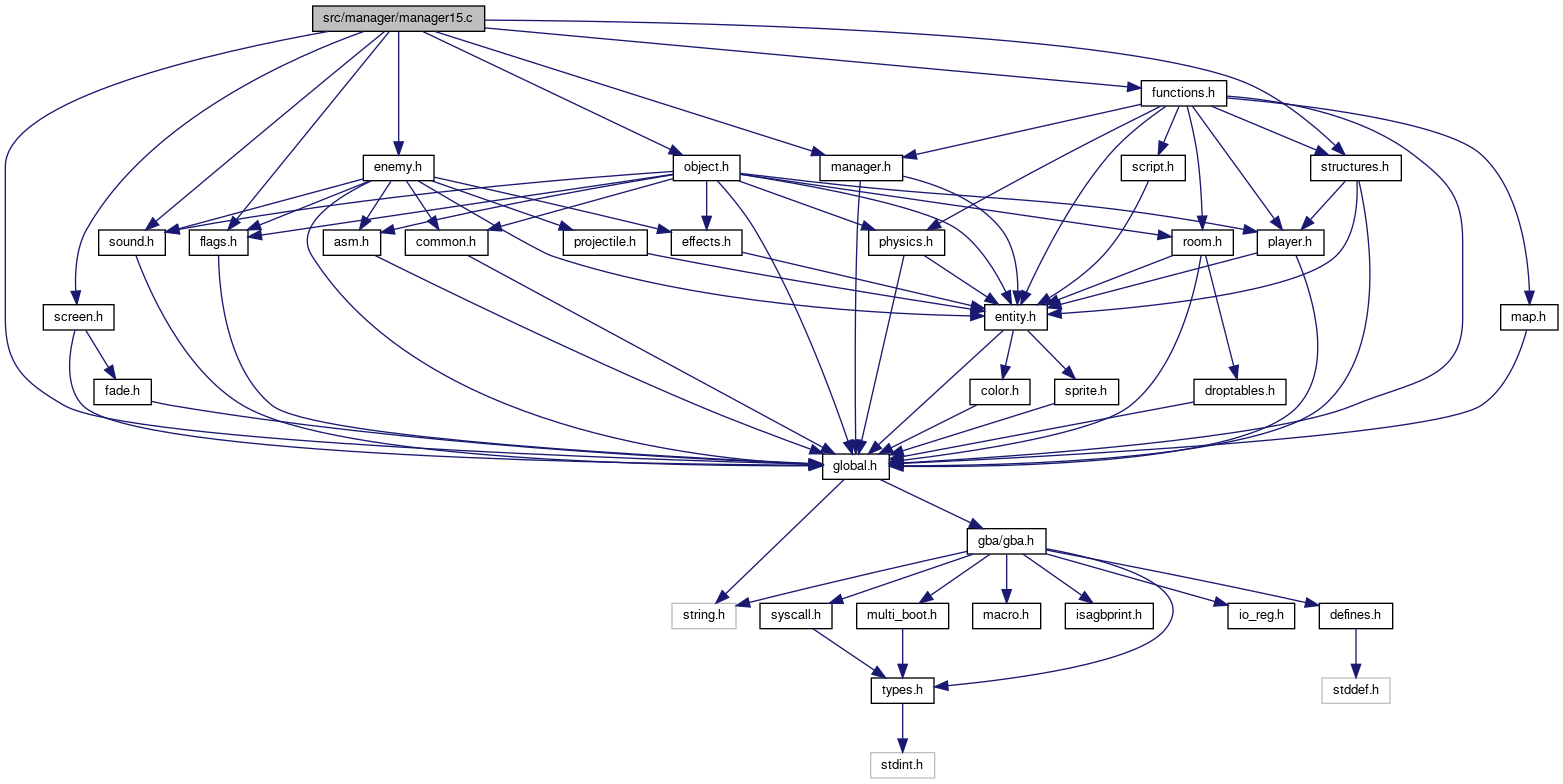 src/manager/manager15.c
functions.h
enemy.h
object.h
manager.h
script.h
structures.h
sound.h
flags.h
asm.h
common.h
projectile.h
effects.h
physics.h
room.h
player.h
screen.h
entity.h
map.h
fade.h
color.h
sprite.h
droptables.h
global.h
gba/gba.h
string.h
syscall.h
multi_boot.h
macro.h
isagbprint.h
io_reg.h
defines.h
types.h
stddef.h
stdint.h